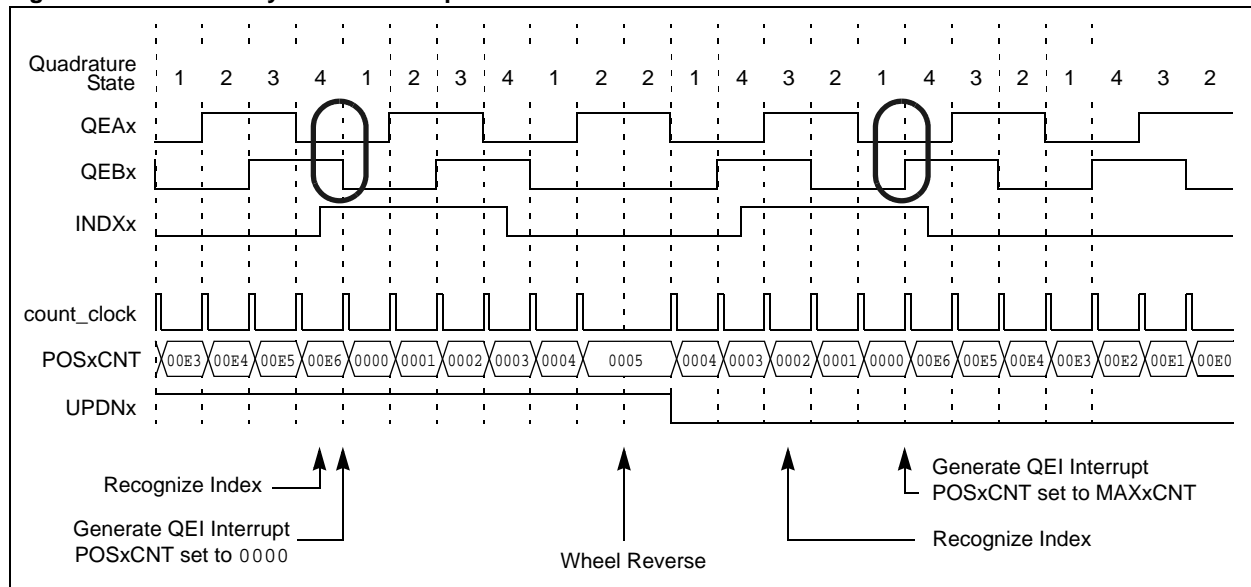 Quadrature
State
1 2 3 4 1 2 3 4 1 2 2 1 4 3 2 1 4 3 2 1 4 3 2
QEAx
QEBx
INDXx
count_clock
POSxCNT 00E3 00E4 00E5 00E6 0000 0001 0002 0003 0004 0005 0004 0003 0002 0001 0000 00E6 00E5 00E4 00E3 00E2 00E1 00E0
UPDNx
Recognize Index
Generate QEI Interrupt
POSxCNT set to 0000
Wheel Reverse
Generate QEI Interrupt
POSxCNT set to MAXxCNT
Recognize Index